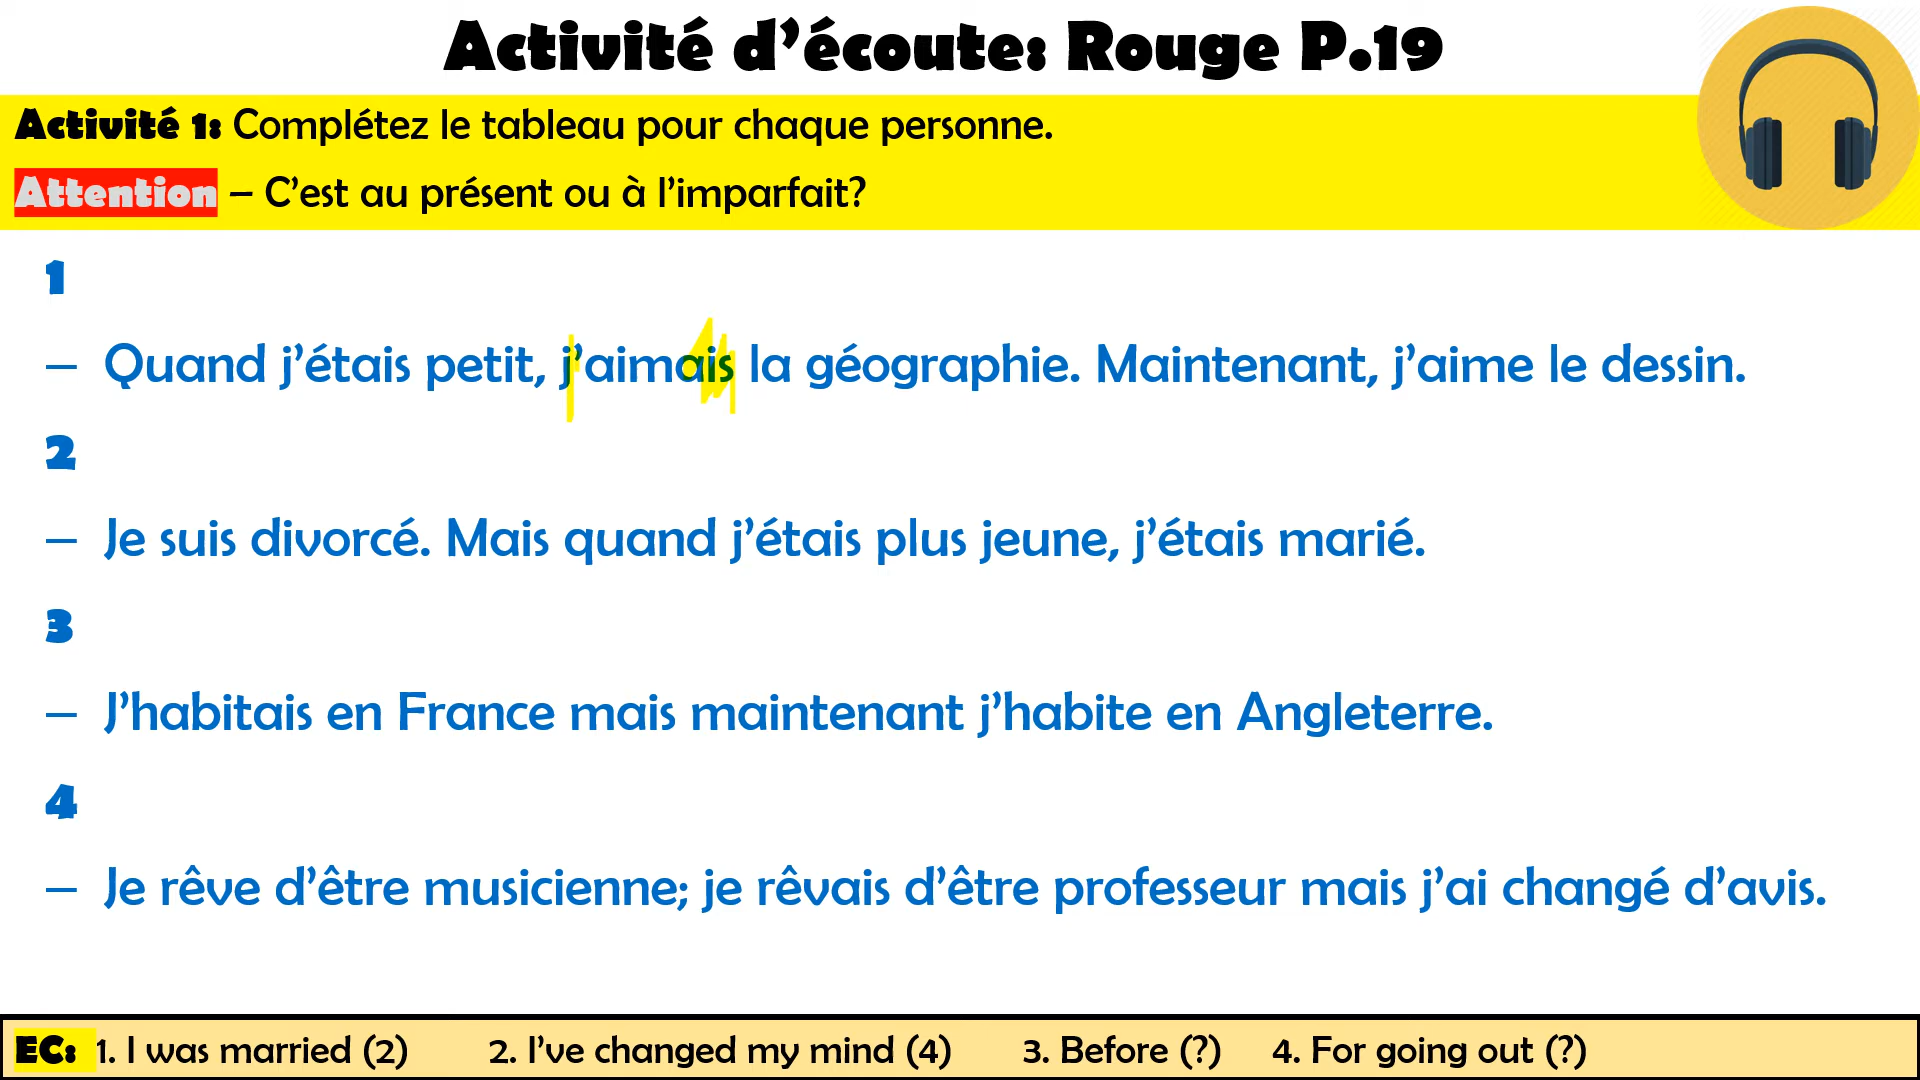 Activité d’écoute: Rouge P.19
Activité 1: Complétez le tableau pour chaque personne.
Attention – C’est au présent ou à l’imparfait?
1
– Quand j’étais petit, j’aimais la géographie. Maintenant, j’aime le dessin.
2
– Je suis divorcé. Mais quand j’étais plus jeune, j’étais marié.
3
– J’habitais en France mais maintenant j’habite en Angleterre.
4
– Je rêve d’être musicienne; je rêvais d’être professeur mais j’ai changé d’avis.
EC: 1. I was married (2) 2. I’ve changed my mind (4) 3. Before (?) 4. For going out (?)